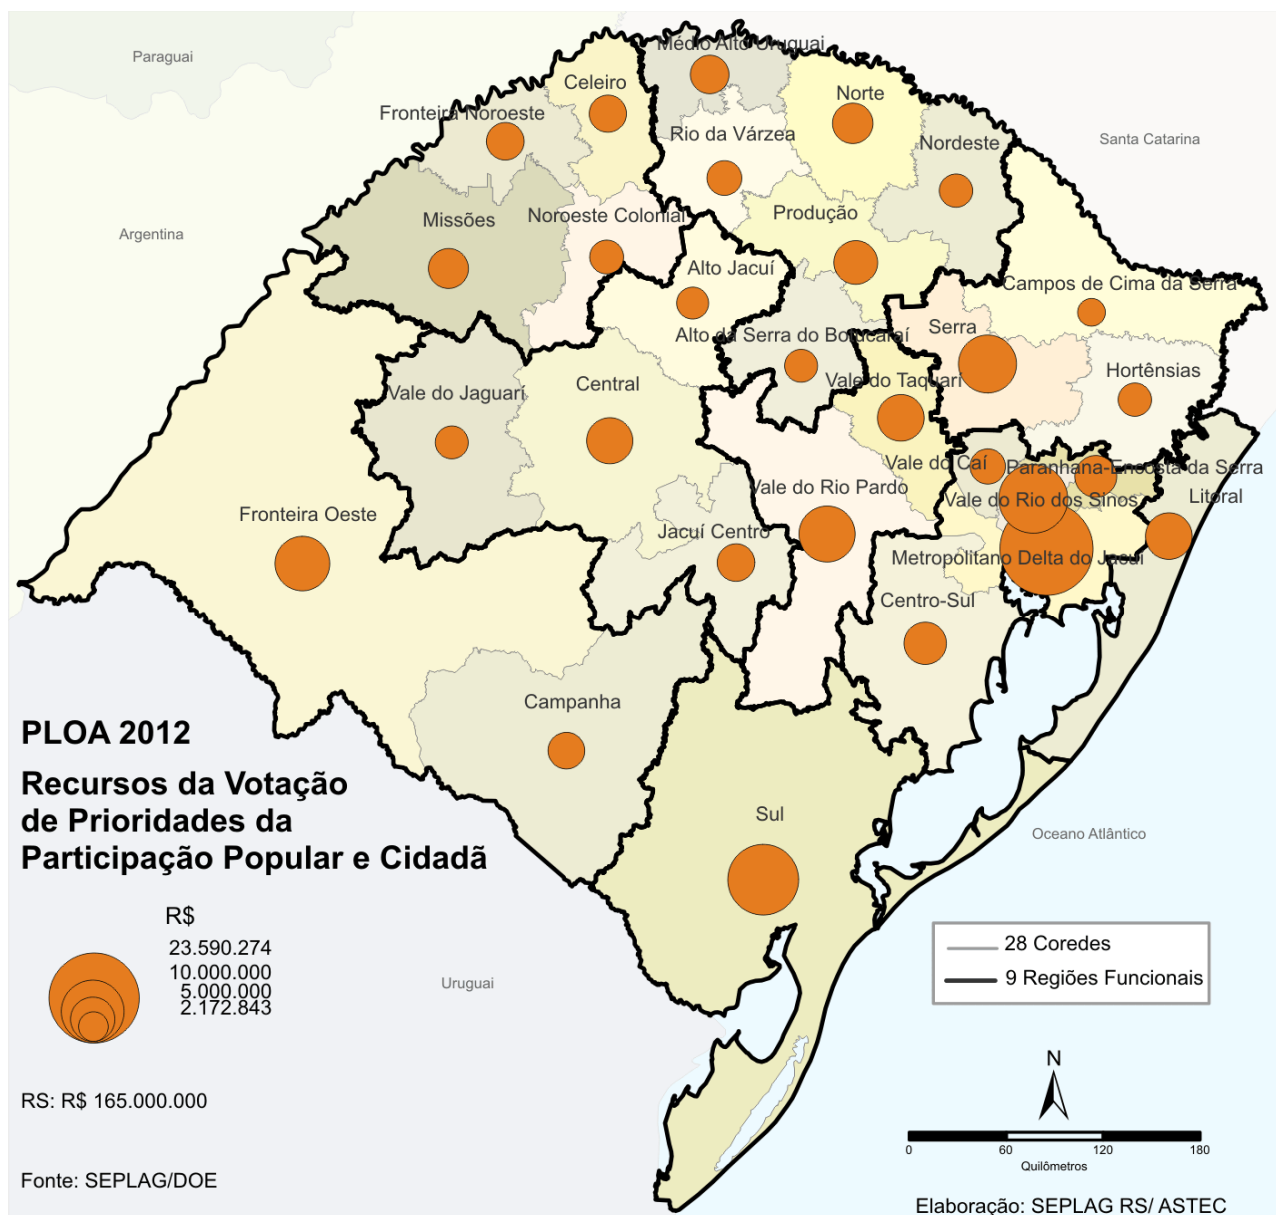 Paraguai
Médio Alto Uruguai
Celeiro
Norte
Fronteira Noroeste
Rio da Várzea
Nordeste
Santa Catarina
Argentina
Missões
Noroeste Colonial
Produção
Alto Jacuí
Campos de Cima da Serra
Alto da Serra do Botucaraí
Serra
Vale do Jaguari
Central
Vale do Taquari
Hortênsias
Vale do Caí
Paranhana-Encosta da Serra
Fronteira Oeste
Vale do Rio Pardo
Vale do Rio dos Sinos
Litoral
Jacuí Centro
Metropolitano Delta do Jacuí
Centro-Sul
Campanha
PLOA 2012
Recursos da Votação
de Prioridades da
Participação Popular e Cidadã
Sul
Oceano Atlântico
R$
23.590.274
10.000.000
5.000.000
2.172.843
28 Coredes
9 Regiões Funcionais
Uruguai
N
RS: R$ 165.000.000
0 60 120 180
Quilômetros
Fonte: SEPLAG/DOE
Elaboração: SEPLAG RS/ ASTEC